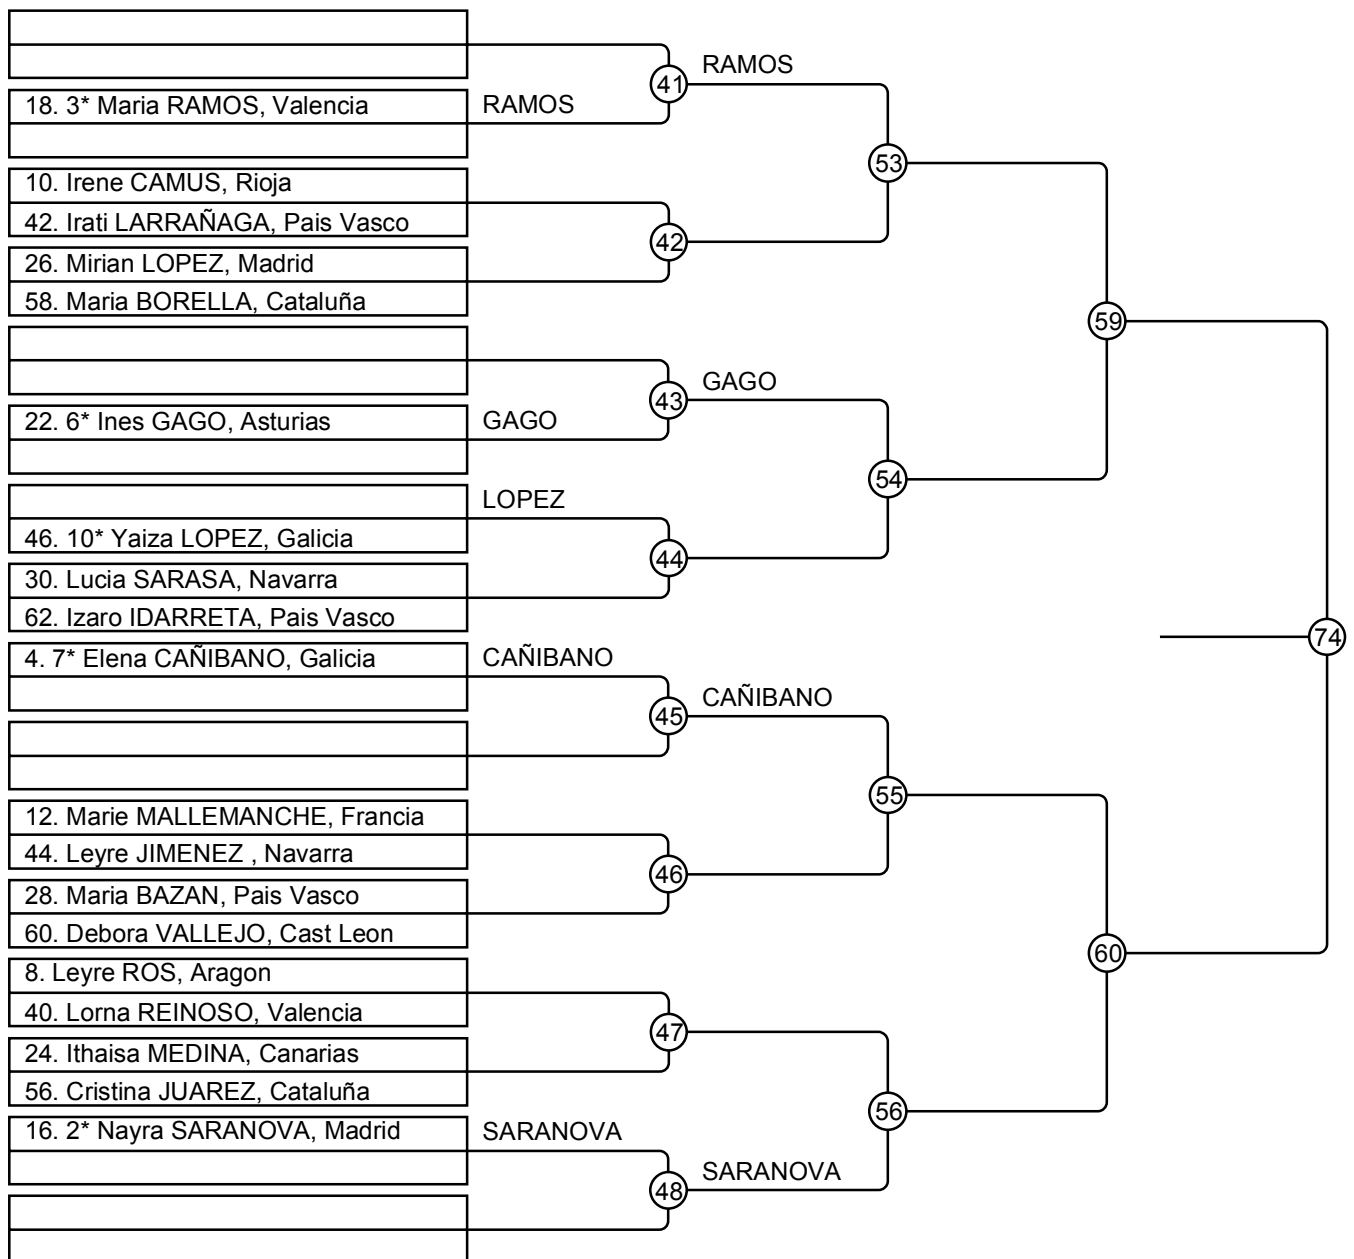 RAMOS
41
18. 3* Maria RAMOS, Valencia
RAMOS
53
10. Irene CAMUS, Rioja
42. Irati LARRAÑAGA, Pais Vasco
42
26. Mirian LOPEZ, Madrid
58. Maria BORELLA, Cataluña
59
GAGO
43
22. 6* Ines GAGO, Asturias
GAGO
54
LOPEZ
46. 10* Yaiza LOPEZ, Galicia
44
30. Lucia SARASA, Navarra
62. Izaro IDARRETA, Pais Vasco
74
4. 7* Elena CAÑIBANO, Galicia
CAÑIBANO
CAÑIBANO
45
55
12. Marie MALLEMANCHE, Francia
44. Leyre JIMENEZ , Navarra
46
28. Maria BAZAN, Pais Vasco
60. Debora VALLEJO, Cast Leon
60
8. Leyre ROS, Aragon
40. Lorna REINOSO, Valencia
47
24. Ithaisa MEDINA, Canarias
56. Cristina JUAREZ, Cataluña
56
16. 2* Nayra SARANOVA, Madrid
SARANOVA
SARANOVA
48